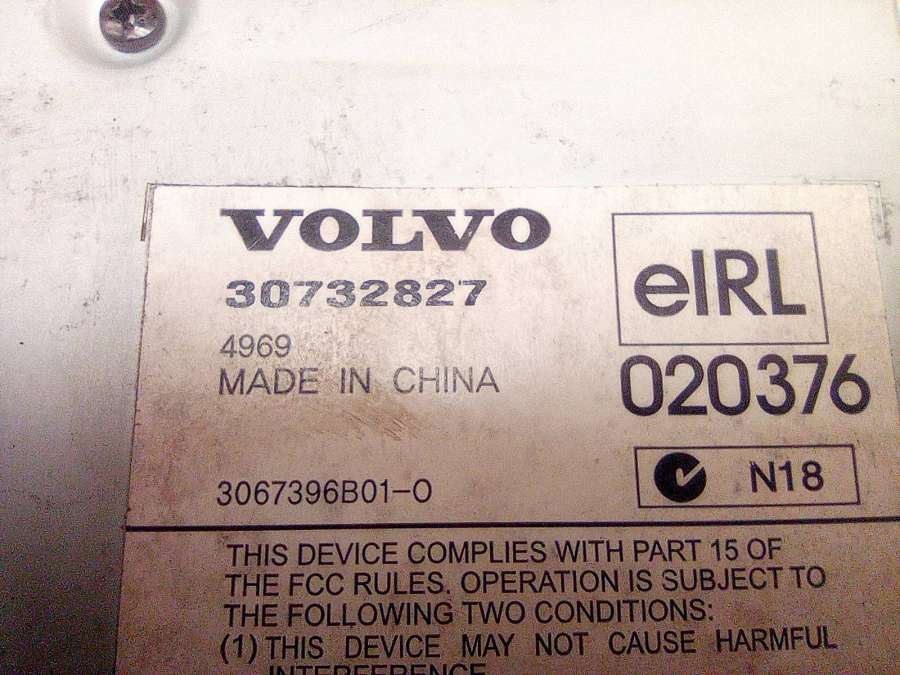 VOLVO
30732827
4969
MADE IN CHINA
3067396B01-O
eIRL
020376
N18
THIS DEVICE COMPLIES WITH PART 15 OF
THE FCC RULES. OPERATION IS SUBJECT TO
THE FOLLOWING TWO CONDITIONS:
(1) THIS DEVICE MAY NOT CAUSE HARMFUL
INTERFERENCE